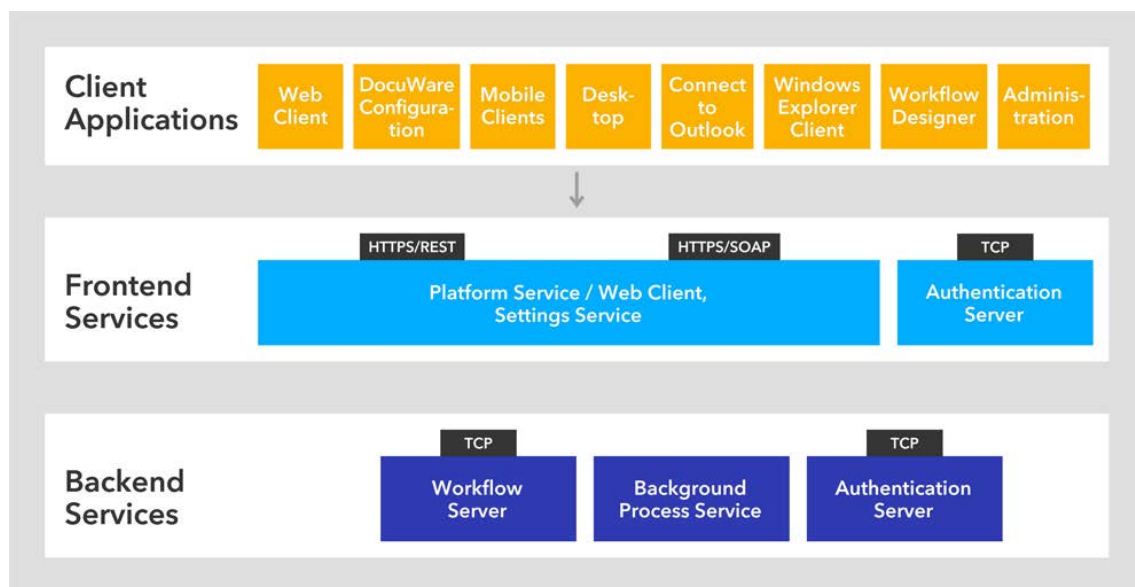 Client
Applications
Web
Client
DocuWare
Configura-
tion
Mobile
Clients
Desk-
top
Connect
to
Outlook
Windows
Explorer
Client
Workflow
Designer
Adminis-
tration
Frontend
Services
HTTPS/REST
HTTPS/SOAP
TCP
Platform Service / Web Client,
Settings Service
Authentication
Server
Backend
Services
TCP
TCP
Workflow
Server
Background
Process Service
Authentication
Server